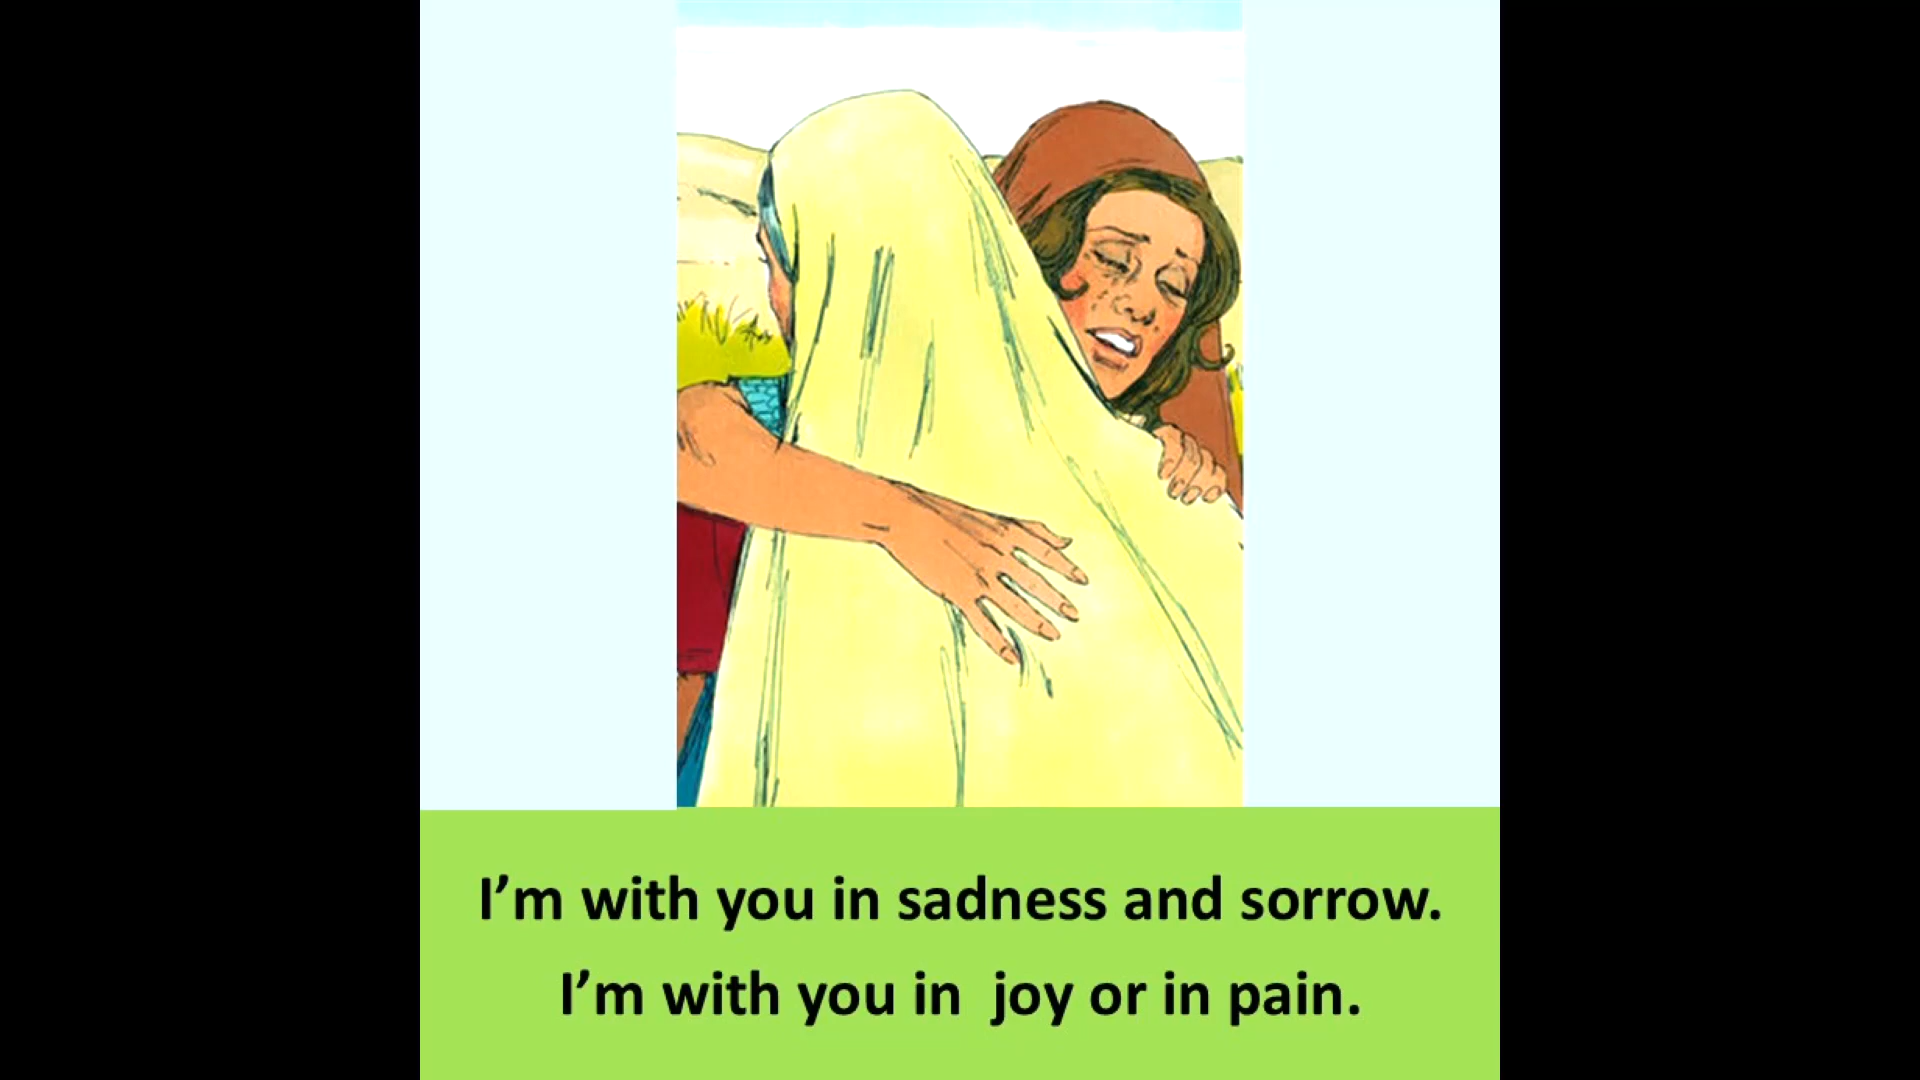 I’m with you in sadness and sorrow.
I’m with you in  joy or in pain.